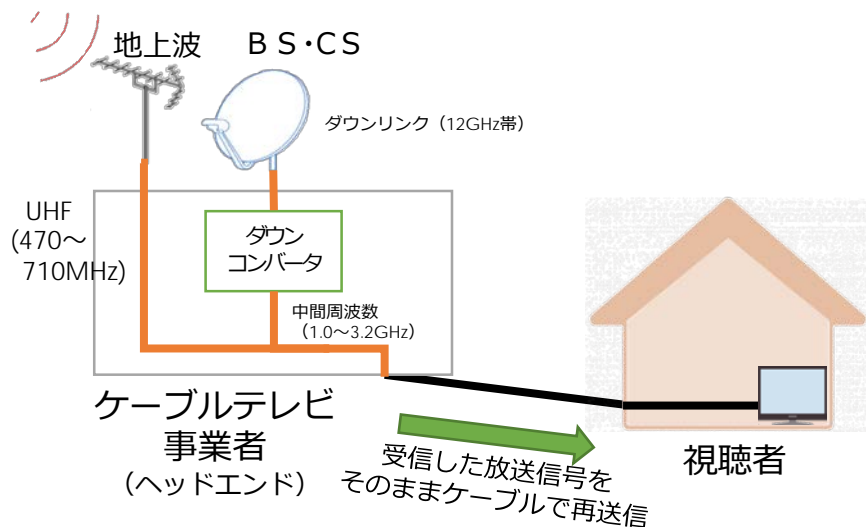 地上波
ＢＳ・ＣＳ
ダウンリンク（12GHz帯）
UHF
(470～
710MHz)
ダウン
コンバータ
中間周波数
（1.0～3.2GHz）
ケーブルテレビ
事業者
（ヘッドエンド）
受信した放送信号を
そのままケーブルで再送信
視聴者